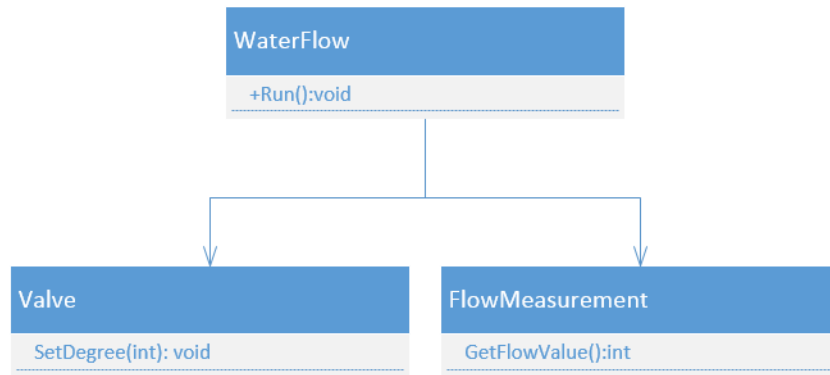 WaterFlow
+Run():void
Valve
FlowMeasurement
SetDegree(int): void
GetFlowValue():int